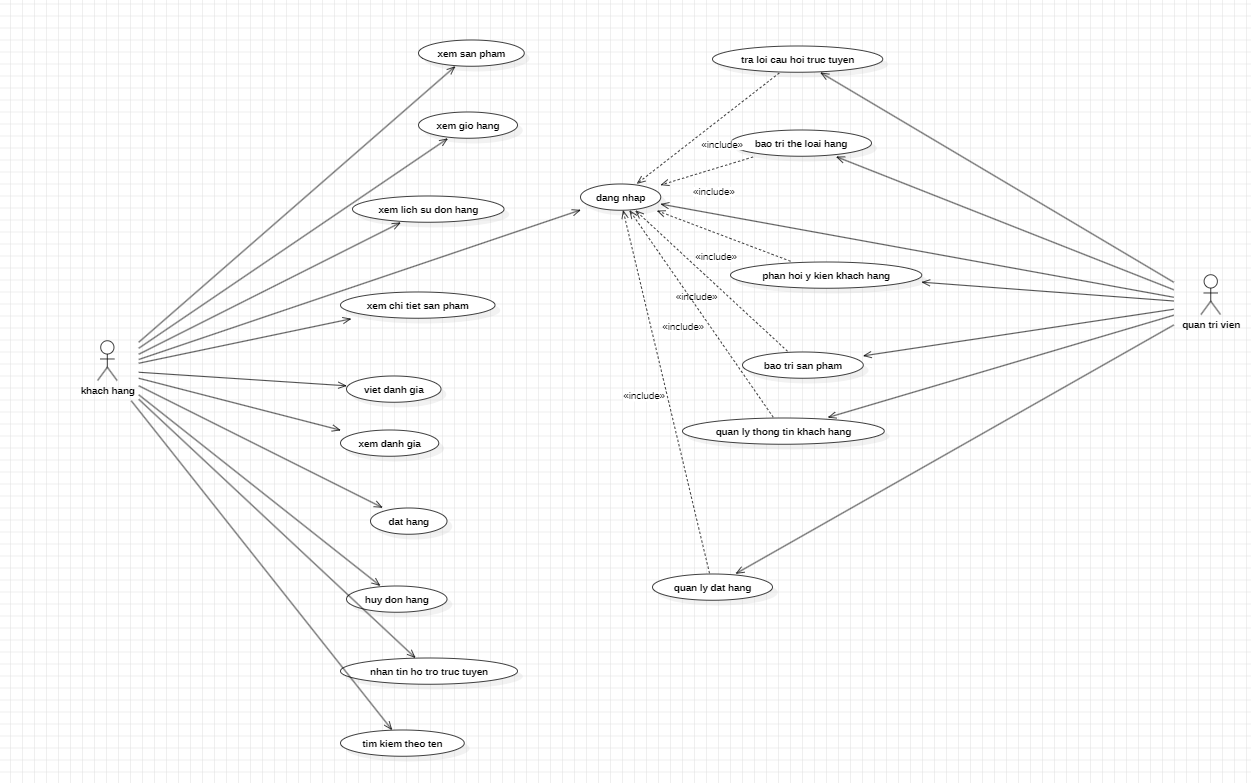 xem san pham
tra loi cau hoi truc tuyen
xem gio hang
«include»
bao tri the loai hang
«include»
dang nhap
xem lich su don hang
«include»
phan hoi y kien khach hang
«include»
xem chi tiet san pham
«include»
quan tri vien
bao tri san pham
khach hang
viet danh gia
«include»
quan ly thong tin khach hang
xem danh gia
dat hang
quan ly dat hang
huy don hang
nhan tin ho tro truc tuyen
tim kiem theo ten